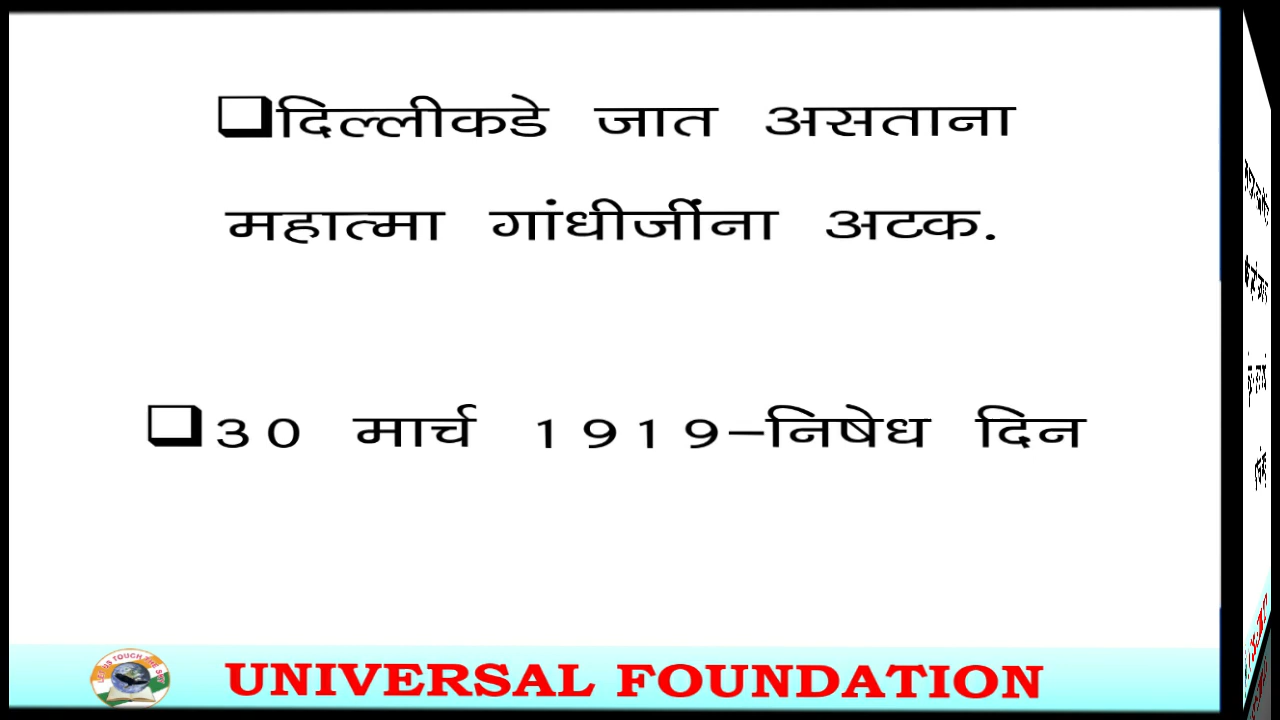 ❑दिल्लीकडे जात असताना
महात्मा गांधीजींना अटक.
❑30 मार्च 1919–निषेध दिन
UNIVERSAL FOUNDATION